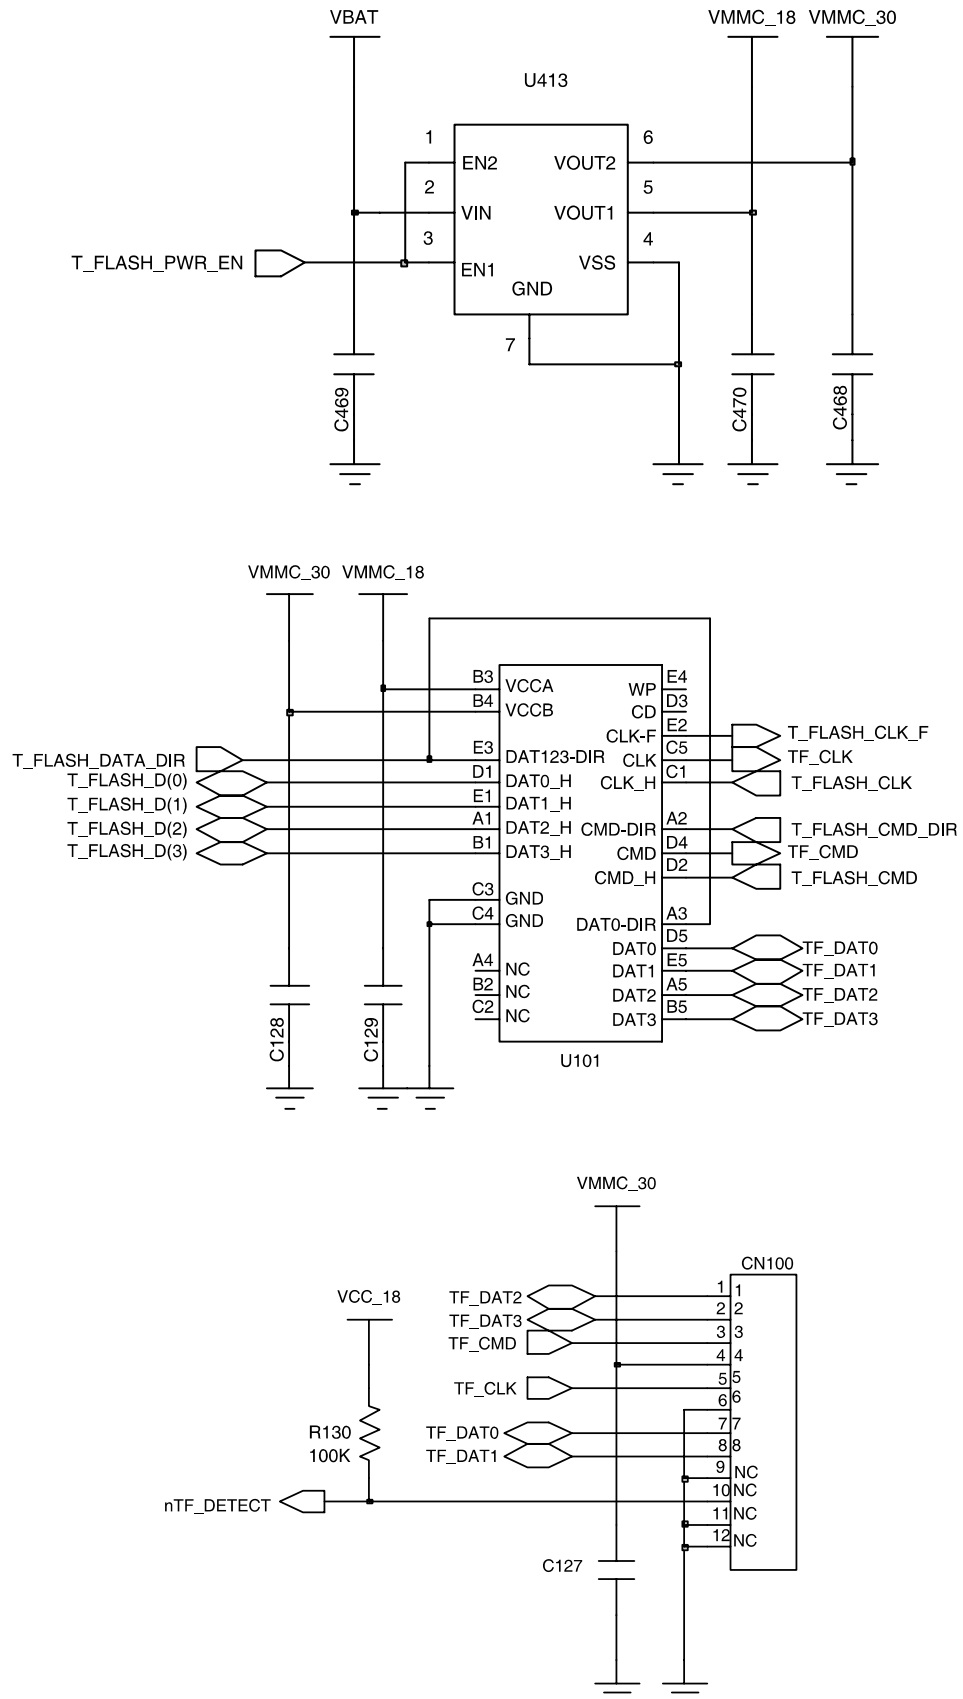 VBAT
VMMC_18 VMMC_30
U413
1 EN2 VOUT2 6
2 VIN VOUT1 5
T_FLASH_PWR_EN 3 EN1 VSS 4
GND
7
C469 C470 C468
VMMC_30 VMMC_18
B3 VCCA WP E4
B4 VCCB CD D3
CLK-F E2 T_FLASH_CLK_F
T_FLASH_DATA_DIR E3 DAT123-DIR CLK C5 TF_CLK
T_FLASH_D(0) D1 DAT0_H CLK_H C1 T_FLASH_CLK
T_FLASH_D(1) E1 DAT1_H
T_FLASH_D(2) A1 DAT2_H CMD-DIR A2 T_FLASH_CMD_DIR
T_FLASH_D(3) B1 DAT3_H CMD D4 TF_CMD
CMD_H D2 T_FLASH_CMD
C3 GND
C4 GND DAT0-DIR A3
DAT0 D5 TF_DAT0
A4 NC DAT1 E5 TF_DAT1
B2 NC DAT2 A5 TF_DAT2
C2 NC DAT3 B5 TF_DAT3
C128 C129
U101
VMMC_30
CN100
VCC_18
TF_DAT2 1 1
TF_DAT3 2 2
TF_CMD 3 3
4 4
TF_CLK 5 5
6 6
R130
100K
TF_DAT0 7 7
TF_DAT1 8 8
9 NC
nTF_DETECT 10 NC
11 NC
12 NC
C127